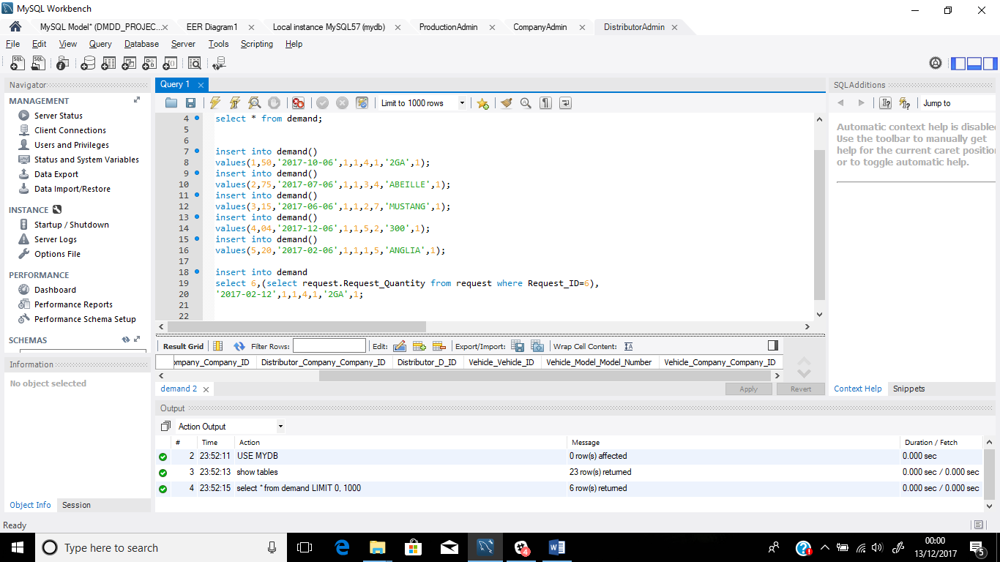 MySQL Workbench
MySQL Model* (DMDD_PROJEC... EER Diagram1 Local instance MySQL57 (mydb) ProductionAdmin CompanyAdmin DistributorAdmin
File Edit View Query Database Server Tools Scripting Help
Navigator
MANAGEMENT
Server Status
Client Connections
Users and Privileges
Status and System Variables
Data Export
Data Import/Restore
INSTANCE
Startup / Shutdown
Server Logs
Options File
PERFORMANCE
Dashboard
Performance Reports
Performance Schema Setup
SCHEMAS
Information
No object selected
Object Info Session
Query 1
Limit to 1000 rows
4 select * from demand;
5
6
7 insert into demand()
8 values(1,50,'2017-10-06',1,1,4,1,'2GA',1);
9 insert into demand()
10 values(2,75,'2017-07-06',1,1,3,4,'ABEILLE',1);
11 insert into demand()
12 values(3,15,'2017-06-06',1,1,2,7,'MUSTANG',1);
13 insert into demand()
14 values(4,04,'2017-12-06',1,1,5,2,'300',1);
15 insert into demand()
16 values(5,20,'2017-02-06',1,1,1,5,'ANGLIA',1);
17
18 insert into demand
19 select 6,(select request.Request_Quantity from request where Request_ID=6),
20 '2017-02-12',1,1,4,1,'2GA',1;
21
22
Result Grid Filter Rows: Edit: Export/Import: Wrap Cell Content:
ompany_Company_ID Distributor_Company_Company_ID Distributor_D_ID Vehicle_Vehicle_ID Vehicle_Model_Model_Number Vehicle_Company_Company_ID
demand 2 Apply Revert
SQLAdditions
Jump to
Automatic context help is disable
Use the toolbar to manually get
help for the current caret position
or to toggle automatic help.
Context Help Snippets
Output
Action Output
# Time Action Message Duration / Fetch
2 23:52:11 USE MYDB 0 row(s) affected 0.000 sec
3 23:52:13 show tables 23 row(s) returned 0.000 sec / 0.000 sec
4 23:52:15 select * from demand LIMIT 0, 1000 6 row(s) returned 0.000 sec / 0.000 sec
Ready
Type here to search
4
00:00
13/12/2017
5